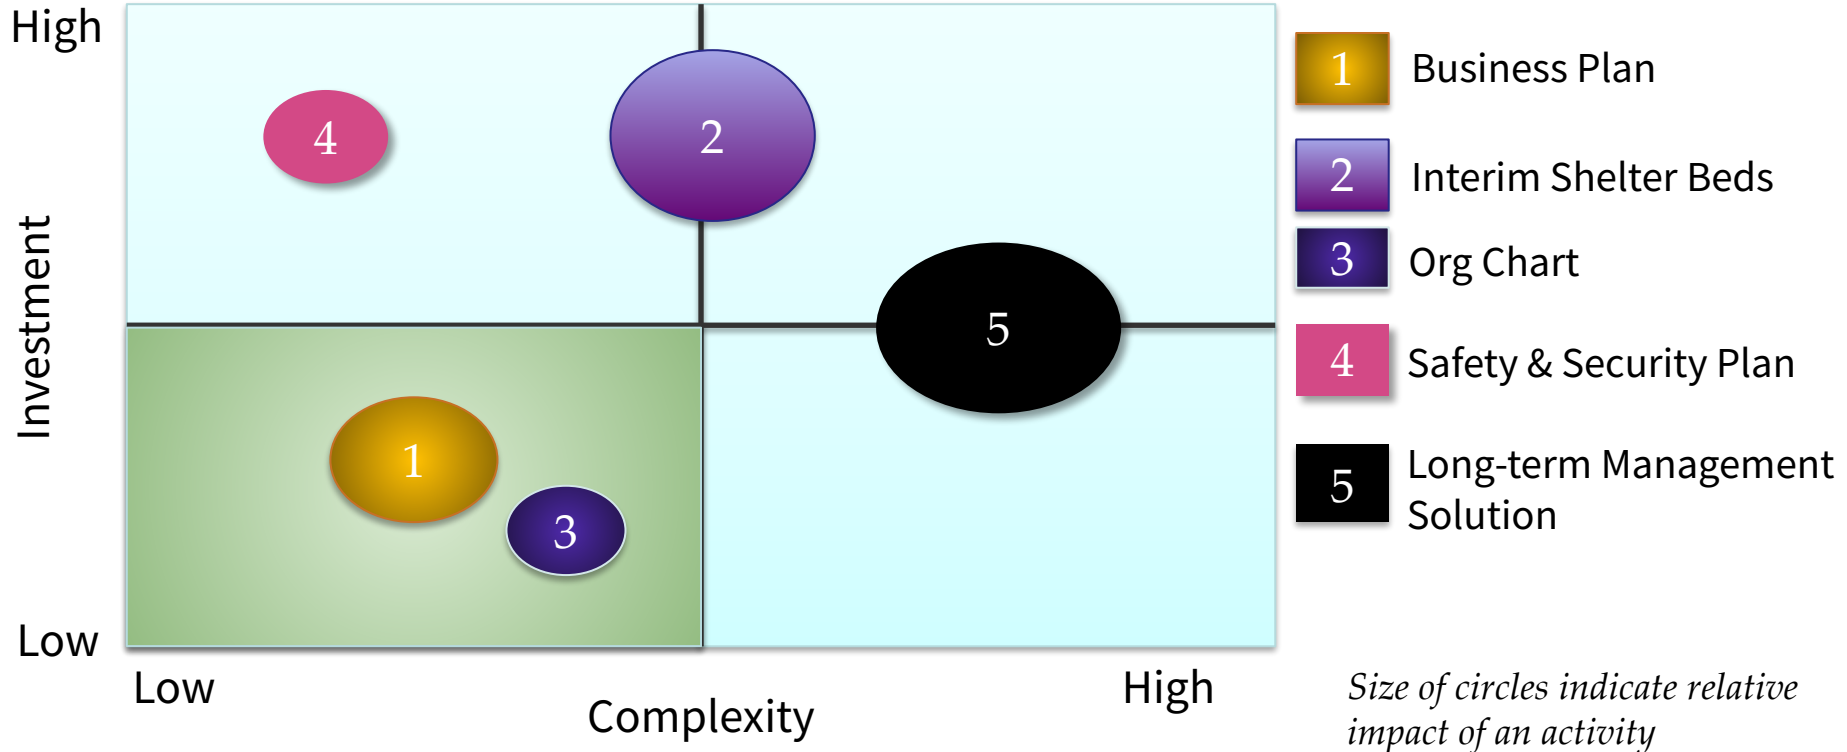 High
Investment
Low
Low
Complexity
High
4
2
5
1
3
1 Business Plan
2 Interim Shelter Beds
3 Org Chart
4 Safety & Security Plan
5 Long-term Management
Solution
Size of circles indicate relative
impact of an activity